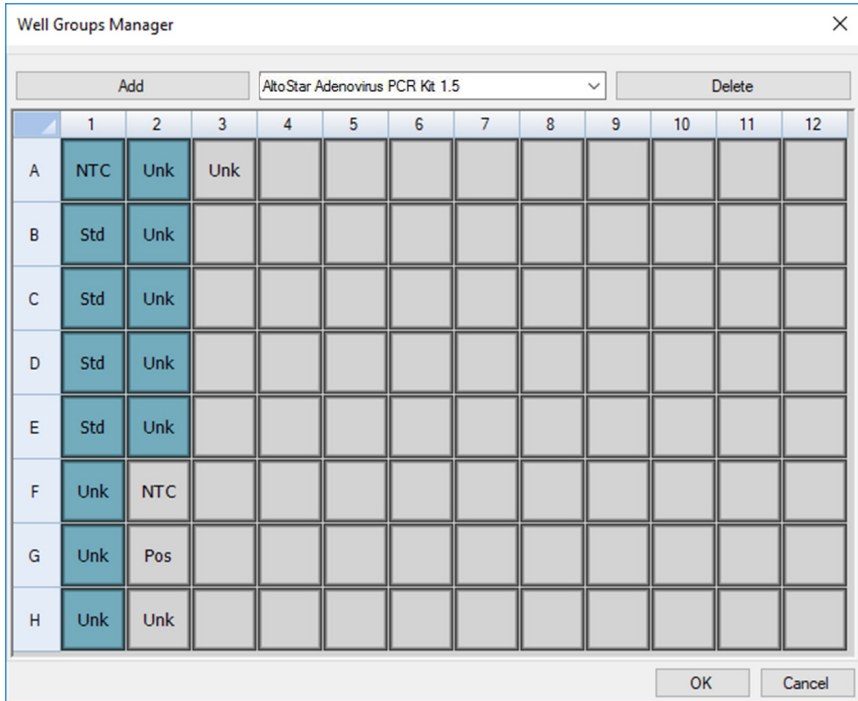 Well Groups Manager
Add AltoStar Adenovirus PCR Kit 1.5 Delete
1 2 3 4 5 6 7 8 9 10 11 12
A NTC Unk Unk
B Std Unk
C Std Unk
D Std Unk
E Std Unk
F Unk NTC
G Unk Pos
H Unk Unk
OK Cancel